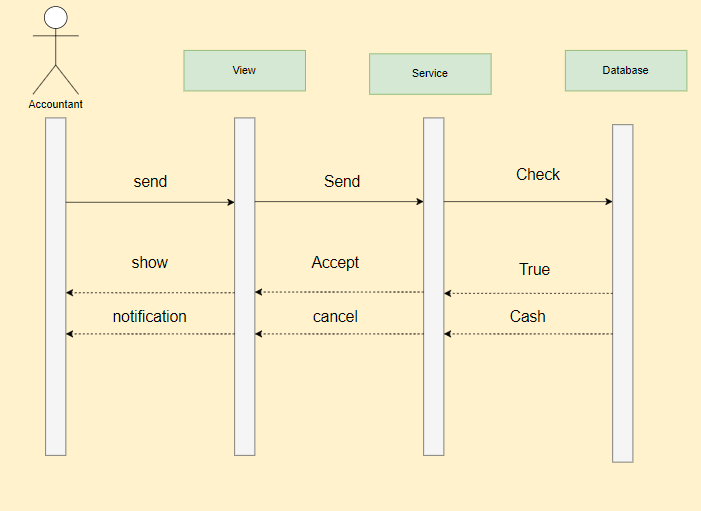 View
Service
Database
Accountant
send
Send
Check
show
Accept
True
notification
cancel
Cash